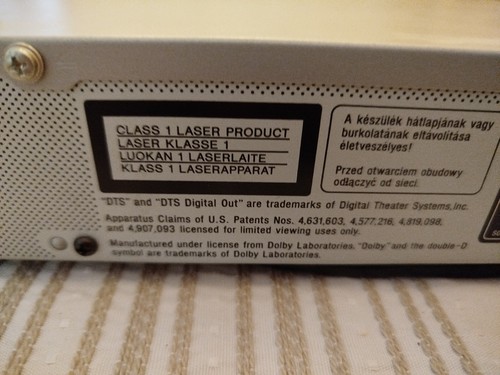 CLASS 1 LASER PRODUCT
LASER KLASSE 1
LUOKAN 1 LASERLAITE
KLASS 1 LASERAPPARAT
A készülék hátlapjának vagy
burkolatának eltávolítása
életveszélyes!
Przed otwarciem obudowy
odłączyć od sieci.
"DTS" and "DTS Digital Out" are trademarks of Digital Theater Systems, Inc.
Apparatus Claims of U.S. Patents Nos. 4,631,603, 4,577,216, 4,819,098,
and 4,907,093 licensed for limited viewing uses only.
Manufactured under license from Dolby Laboratories. "Dolby" and the double-D
symbol are trademarks of Dolby Laboratories.